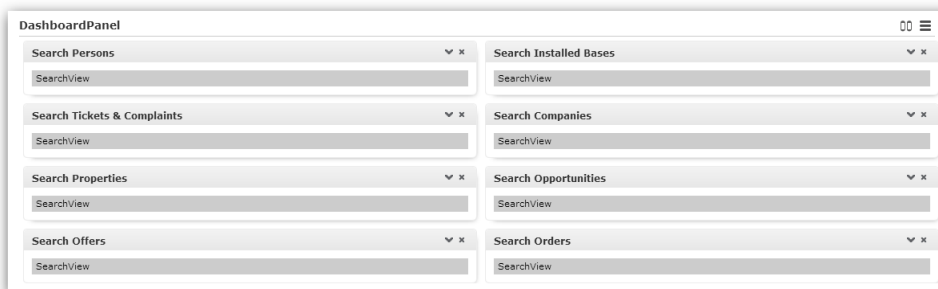 DashboardPanel
Search Persons
SearchView
Search Installed Bases
SearchView
Search Tickets & Complaints
SearchView
Search Companies
SearchView
Search Properties
SearchView
Search Opportunities
SearchView
Search Offers
SearchView
Search Orders
SearchView